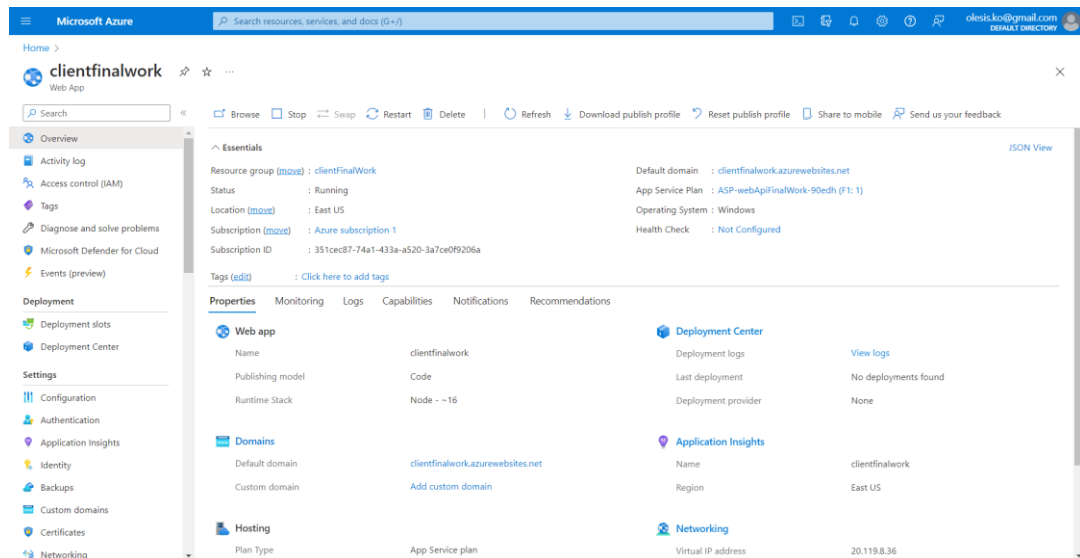 Microsoft Azure
Search resources, services, and docs (G+/)
olesis.ko@gmail.com
DEFAULT DIRECTORY
Home >
clientfinalwork
Web App
Search
Overview
Activity log
Access control (IAM)
Tags
Diagnose and solve problems
Microsoft Defender for Cloud
Events (preview)
Deployment
Deployment slots
Deployment Center
Settings
Configuration
Authentication
Application Insights
Identity
Backups
Custom domains
Certificates
Networking
Browse Stop Swap Restart Delete Refresh Download publish profile Reset publish profile Share to mobile Send us your feedback
Essentials JSON View
Resource group (move) : clientFinalWork
Status : Running
Location (move) : East US
Subscription (move) : Azure subscription 1
Subscription ID : 351cec87-74a1-433a-a520-3a7ce0f9206a
Default domain : clientfinalwork.azurewebsites.net
App Service Plan : ASP-webApiFinalWork-90edh (F1: 1)
Operating System : Windows
Health Check : Not Configured
Tags (edit) : Click here to add tags
Properties Monitoring Logs Capabilities Notifications Recommendations
Web app
Name clientfinalwork
Publishing model Code
Runtime Stack Node - ~16
Domains
Default domain clientfinalwork.azurewebsites.net
Custom domain Add custom domain
Hosting
Plan Type App Service plan
Deployment Center
Deployment logs View logs
Last deployment No deployments found
Deployment provider None
Application Insights
Name clientfinalwork
Region East US
Networking
Virtual IP address 20.119.8.36